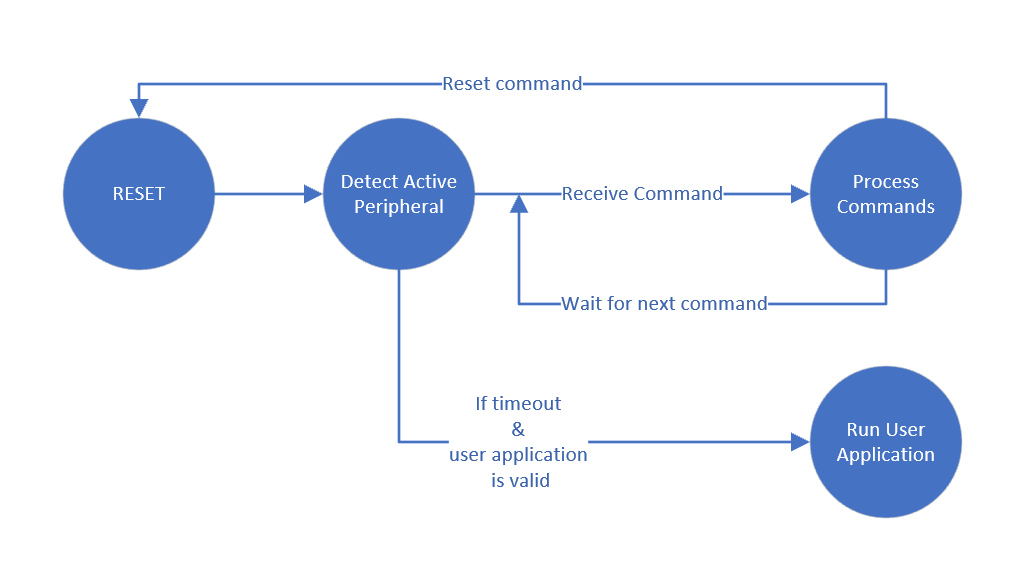 Reset command
RESET
Detect Active
Peripheral
Receive Command
Process
Commands
Wait for next command
If timeout
&
user application
is valid
Run User
Application